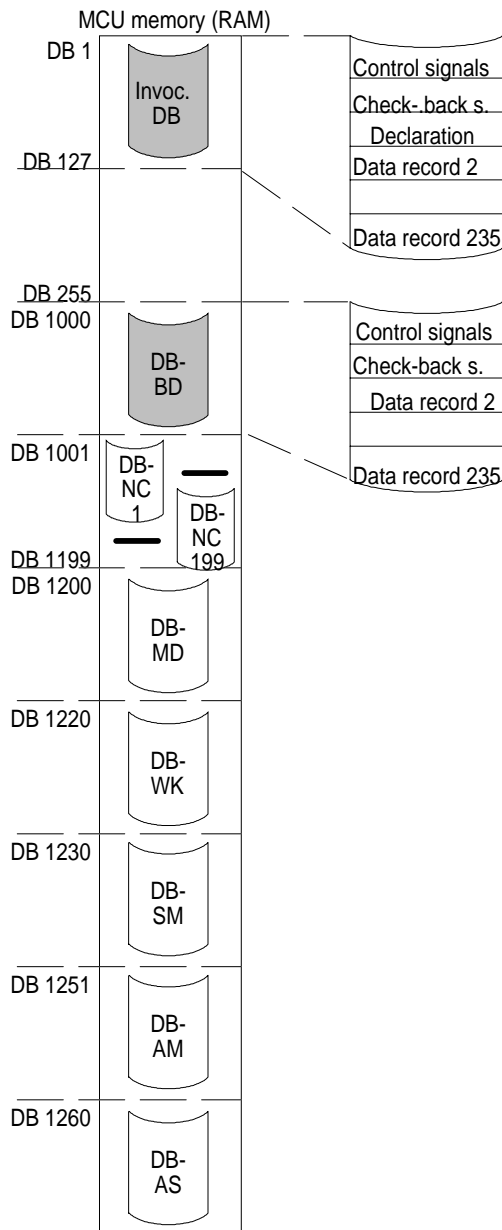 MCU memory (RAM)
DB 1
Invoc.
DB
DB 127
Control signals
Check-.back s.
Declaration
Data record 2
Data record 235
DB 255
DB 1000
DB-
BD
Control signals
Check-back s.
Data record 2
Data record 235
DB 1001
DB-
NC
1
DB-
NC
199
DB 1199
DB 1200
DB-
MD
DB 1220
DB-
WK
DB 1230
DB-
SM
DB 1251
DB-
AM
DB 1260
DB-
AS